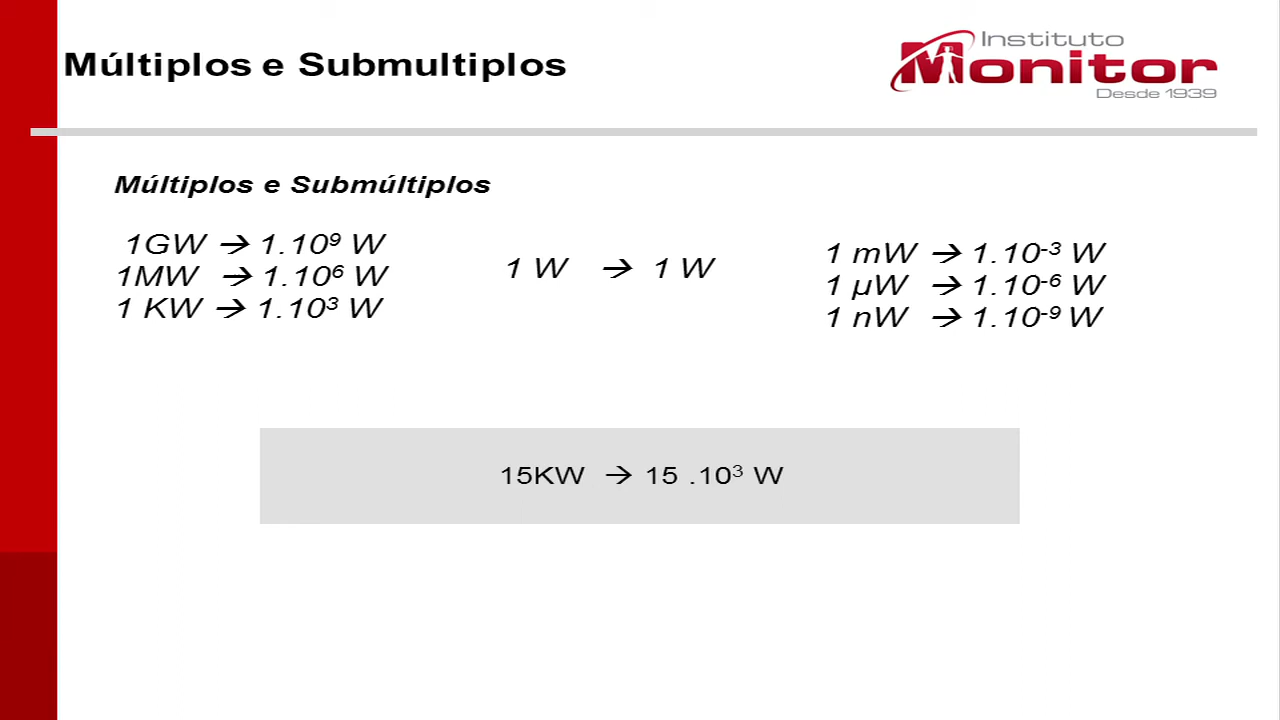 Múltiplos e Submultiplos
Instituto
Monitor
Desde 1939
Múltiplos e Submúltiplos
1GW → 1.10⁹ W
1MW → 1.10⁶ W
1 KW → 1.10³ W
1 W → 1 W
1 mW → 1.10⁻³ W
1 µW → 1.10⁻⁶ W
1 nW → 1.10⁻⁹ W
15KW → 15 .10³ W